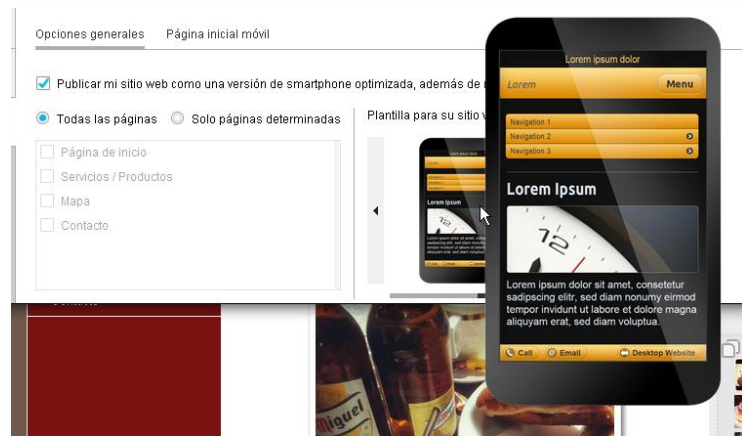 Opciones generales Página inicial móvil
Publicar mi sitio web como una versión de smartphone optimizada, además de
Todas las páginas Solo páginas determinadas
Plantilla para su sitio
Página de inicio
Servicios / Productos
Mapa
Contacto
Lorem Ipsum
Lorem ipsum dolor
Lorem
Menu
Navigation 1
Navigation 2
Navigation 3
Lorem Ipsum
12
Lorem ipsum dolor sit amet, consetetur
sadipscing elitr, sed diam nonumy eirmod
tempor invidunt ut labore et dolore magna
aliquyam erat, sed diam voluptua.
Call Email Desktop Website
Miguel